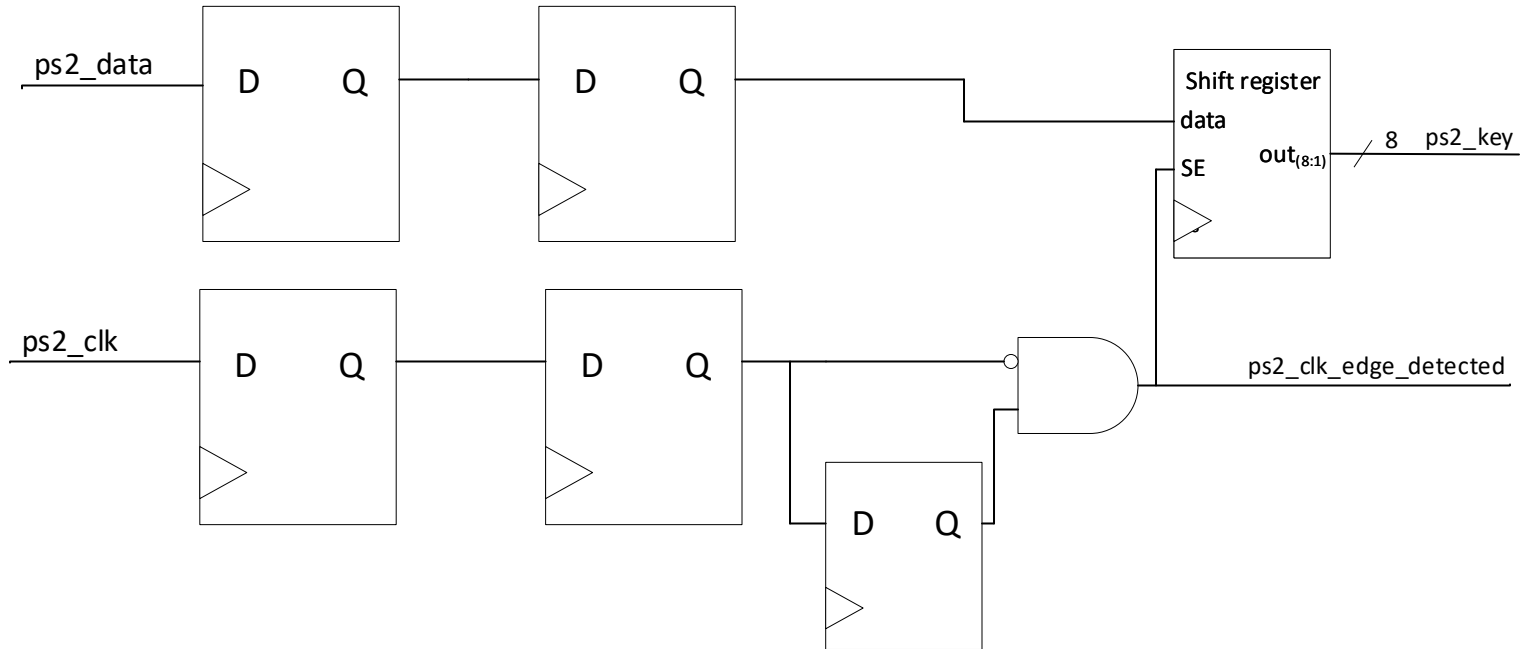 ps2_data
D Q
D Q
Shift register
data
SE
out(8:1)
8
ps2_key
ps2_clk
D Q
D Q
D Q
ps2_clk_edge_detected